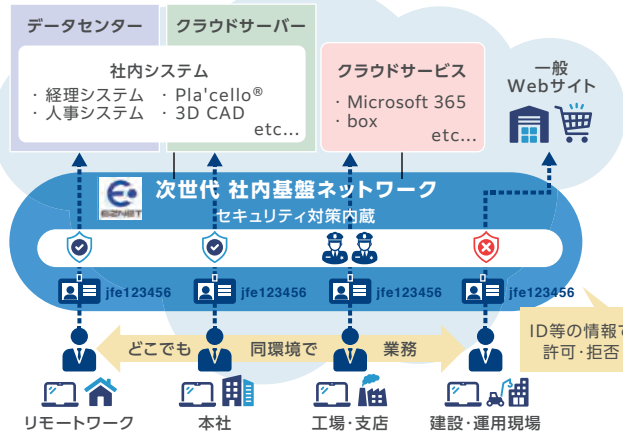 データセンター
クラウドサーバー
社内システム
・経理システム ・Pla'cello®
・人事システム ・3D CAD
etc...
クラウドサービス
・Microsoft 365
・box
etc...
一般
Webサイト
EZNET
次世代 社内基盤ネットワーク
セキュリティ対策内蔵
jfe123456
jfe123456
jfe123456
jfe123456
ID等の情報で
許可・拒否
どこでも
同環境で
業務
リモートワーク
本社
工場・支店
建設・運用現場